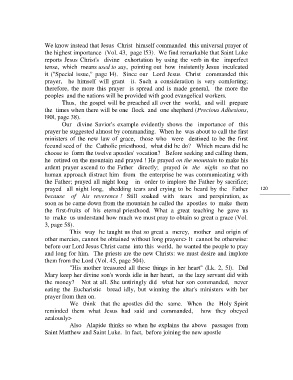 We know instead that Jesus Christ himself commanded this universal prayer of
the highest importance (Vol. 43, page 155): We find remarkable that Saint Luke
reports Jesus Christ's divine exhortation by using the verb in the imperfect
tense, which means used to say, pointing out how insistently Jesus inculcated
it ("Special issue," page 14). Since our Lord Jesus Christ commanded this
prayer, he himself will grant it. Such a consideration is very comforting;
therefore, the more this prayer is spread and is made general, the more the
peoples and the nations will be provided with good evangelical workers.
Thus, the gospel will be preached all over the world, and will prepare
the times when there will be one flock and one shepherd (Preciose Adhesions,
1901, page 38).
Our divine Savior's example evidently shows the importance of this
prayer he suggested almost by commanding. When he was about to call the first
ministers of the new law of grace, those who were destined to be the first
fecund seed of the Catholic priesthood, what did he do? Which means did he
choose to form the twelve apostles' vocation? Before seeking and calling them,
he retired on the mountain and prayed! He prayed on the mountain to make his
ardent prayer ascend to the Father directly; prayed in the night so that no
human approach distract him from the enterprise he was communicating with
the Father; prayed all night long in order to implore the Father by sacrifice;
prayed all night long, shedding tears and crying to be heard by the Father
because of his reverence! Still soaked with tears and perspiration, as
soon as he came down from the mountain he called the apostles to make them
the first-fruits of his eternal priesthood. What a great teaching he gave us
to make us understand how much we must pray to obtain so great a grace (Vol.
3, page 58).
This way he taught us that so great a mercy, mother and origin of
other mercies, cannot be obtained without long prayers> It cannot be otherwise:
before our Lord Jesus Christ came into this world, he wanted the people to pray
and long for him. The priests are the new Christs: we must desire and implore
them from the Lord (Vol. 45, page 504).
"His mother treasured all these things in her heart" (Lk. 2, 51). Did
Mary keep her divine son's words idle in her heart, as the lazy servant did with
the money? Not at all. She untiringly did what her son commanded, never
eating the Eucharistic bread idly, but winning the altar's ministers with her
prayer from then on.
We think that the apostles did the same. When the Holy Spirit
reminded them what Jesus had said and commanded, how they obeyed
zealously>
Also Alapide thinks so when he explains the above passages from
Saint Matthew and Saint Luke. In fact, before joining the new apostle
120